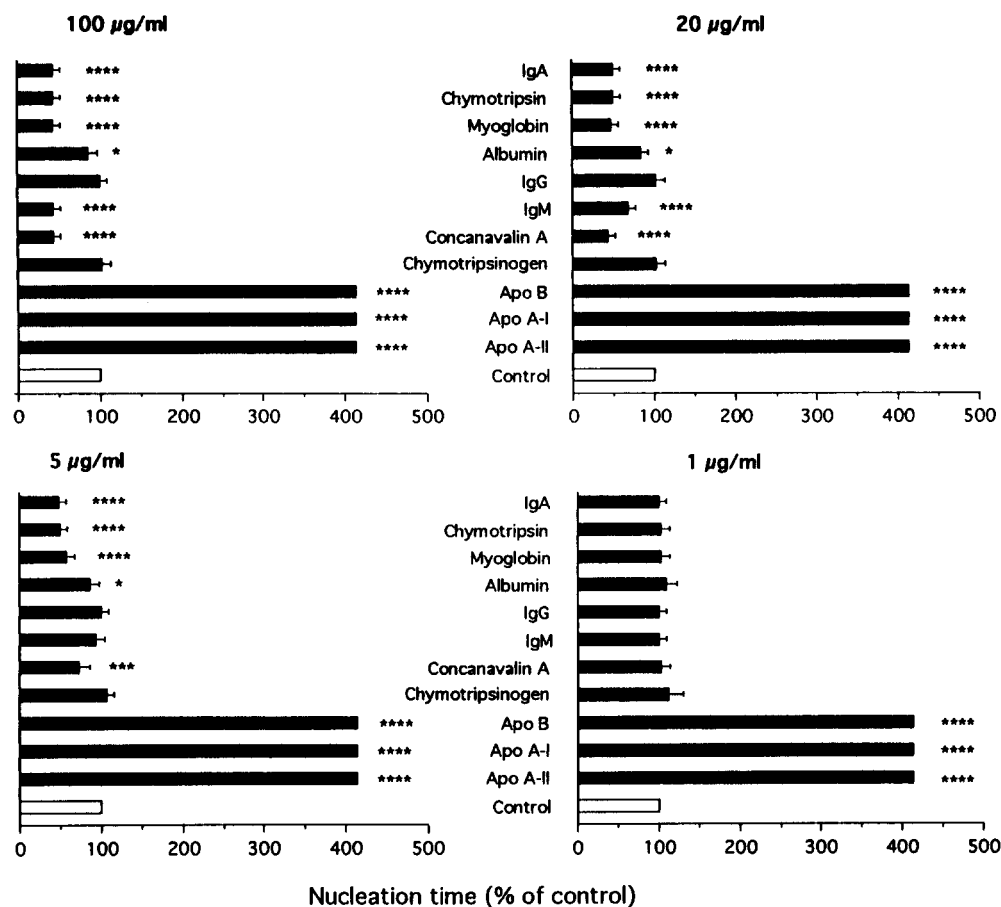 100 µg/ml
20 µg/ml
**** IgA ****
**** Chymotripsin ****
**** Myoglobin ****
* Albumin *
IgG
**** IgM ****
**** Concanavalin A ****
Chymotripsinogen
**** Apo B ****
**** Apo A-I ****
**** Apo A-II ****
Control
0 100 200 300 400 500
0 100 200 300 400 500
5 µg/ml
1 µg/ml
**** IgA
**** Chymotripsin
**** Myoglobin
* Albumin
IgG
IgM
*** Concanavalin A
Chymotripsinogen
**** Apo B ****
**** Apo A-I ****
**** Apo A-II ****
Control
0 100 200 300 400 500
0 100 200 300 400 500
Nucleation time (% of control)